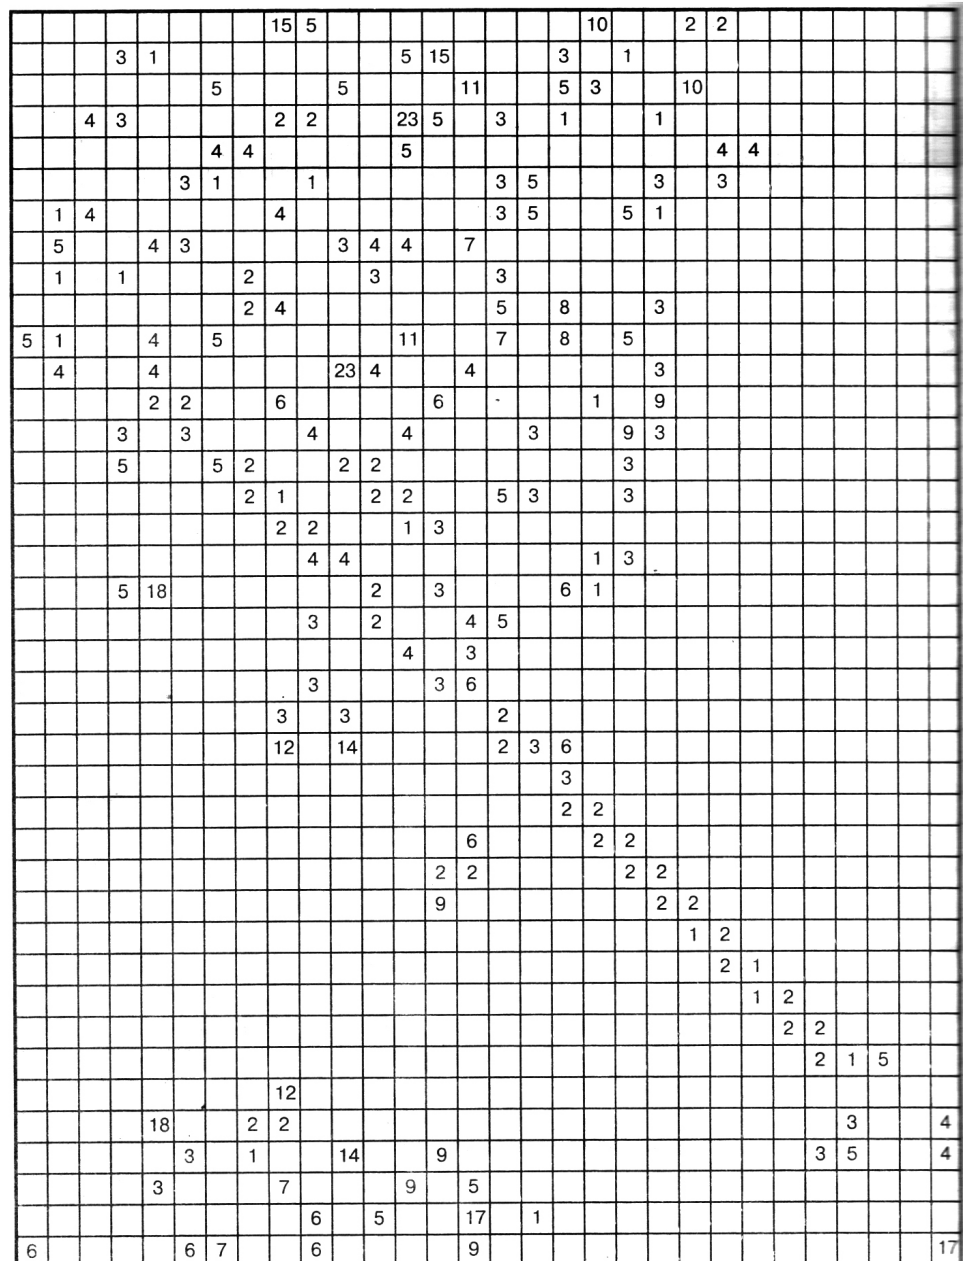 15 5 10 2 2
3 1 5 15 3 1
5 5 11 5 3 10
4 3 2 2 23 5 3 1 1
4 4 5 4 4
3 1 1 3 5 3 3
1 4 4 3 5 5 1
5 4 3 3 4 4 7
1 1 2 3 3
2 4 5 8 3
5 1 4 5 11 7 8 5
4 4 23 4 4 3
2 2 6 6 1 9
3 3 4 4 3 9 3
5 5 2 2 2 3
2 1 2 2 5 3 3
2 2 1 3
4 4 1 3
5 18 2 3 6 1
3 2 4 5
4 3
3 3 6
3 3 2
12 14 2 3 6
3
2 2
6 2 2
2 2 2 2
9 2 2
1 2
2 1
1 2
2 2
2 1 5
12
18 2 2 3 4
3 1 14 9 3 5 4
3 7 9 5
6 5 17 1
6 6 7 6 9 17